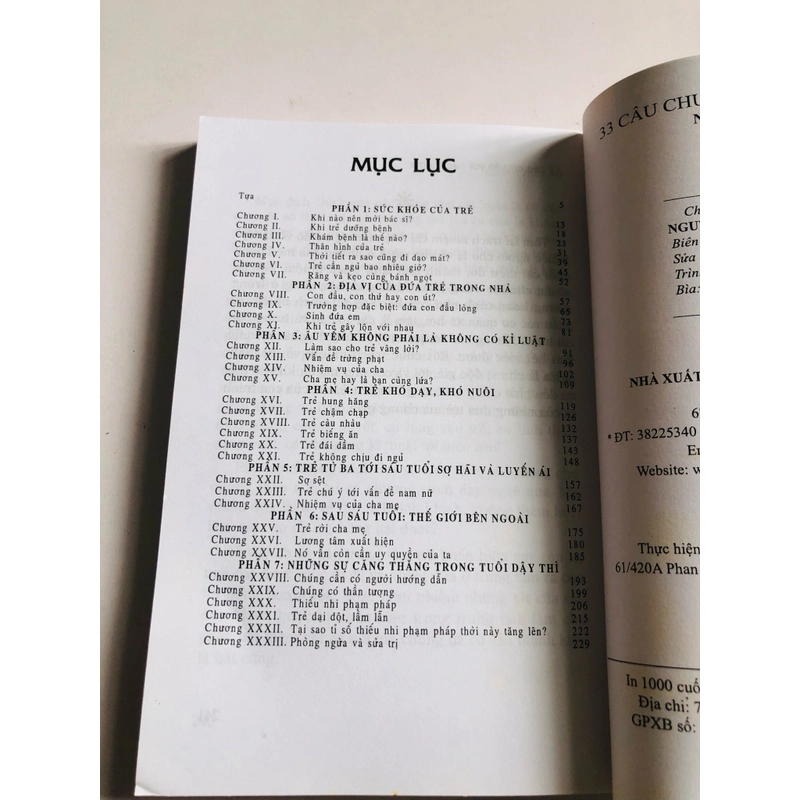 MỤC LỤC
Tựa 5
PHẦN 1: SỨC KHỎE CỦA TRẺ
Chương I. Khi nào nên mới bác sĩ? 13
Chương II. Khi trẻ dưỡng bệnh 18
Chương III. Khám bệnh là thế nào? 23
Chương IV. Thân hình của trẻ 31
Chương V. Thời tiết ra sao cũng đi dạo mát? 39
Chương VI. Trẻ cần ngủ bao nhiêu giờ? 45
Chương VII. Răng và kẹo cùng bánh ngọt 52
PHẦN 2: ĐỊA VỊ CỦA ĐỨA TRẺ TRONG NHÀ
Chương VIII. Con đầu, con thứ hay con út? 57
Chương IX. Trường hợp đặc biệt: đứa con đầu lòng 65
Chương X. Sinh đứa em 73
Chương XI. Khi trẻ gây lộn với nhau 81
PHẦN 3: ÂU YẾM KHÔNG PHẢI LÀ KHÔNG CÓ KỈ LUẬT
Chương XII. Làm sao cho trẻ vâng lời? 91
Chương XIII. Vấn đề trừng phạt 96
Chương XIV. Nhiệm vụ của cha 102
Chương XV. Cha mẹ hay là bạn cùng lứa? 109
PHẦN 4: TRẺ KHÓ DẠY, KHÓ NUÔI
Chương XVI. Trẻ hung hăng 119
Chương XVII. Trẻ chậm chạp 126
Chương XVIII. Trẻ càu nhàu 132
Chương XIX. Trẻ biếng ăn 137
Chương XX. Trẻ đái dầm 143
Chương XXI. Trẻ không chịu đi ngủ 148
PHẦN 5: TRẺ TỪ BA TỚI SÁU TUỔI SỢ HÃI VÀ LUYẾN ÁI
Chương XXII. Sợ sệt 157
Chương XXIII. Trẻ chú ý tới vấn đề nam nữ 162
Chương XXIV. Nhiệm vụ của cha mẹ 167
PHẦN 6: SAU SÁU TUỔI: THẾ GIỚI BÊN NGOÀI
Chương XXV. Trẻ rời cha mẹ 175
Chương XXVI. Lương tâm xuất hiện 180
Chương XXVII. Nó vẫn còn cần uy quyền của ta 185
PHẦN 7: NHỮNG SỰ CĂNG THẲNG TRONG TUỔI DẬY THÌ
Chương XXVIII. Chúng cần có người hướng dẫn 193
Chương XXIX. Chúng có thần tượng 199
Chương XXX. Thiếu nhi phạm pháp 206
Chương XXXI. Trẻ dại dột, lầm lẫn 215
Chương XXXII. Tại sao tỉ số thiếu nhi phạm pháp thời này tăng lên? 222
Chương XXXIII. Phòng ngừa và sửa trị 229
33 CÂU CHU
Ch
NGU
Biên
Sửa
Trìn
Bìa:
NHÀ XUẤT
ĐT: 38225340
Website: w
Thực hiện
61/420A Phan
In 1000 cuố
Địa chỉ: 7
GPXB số: